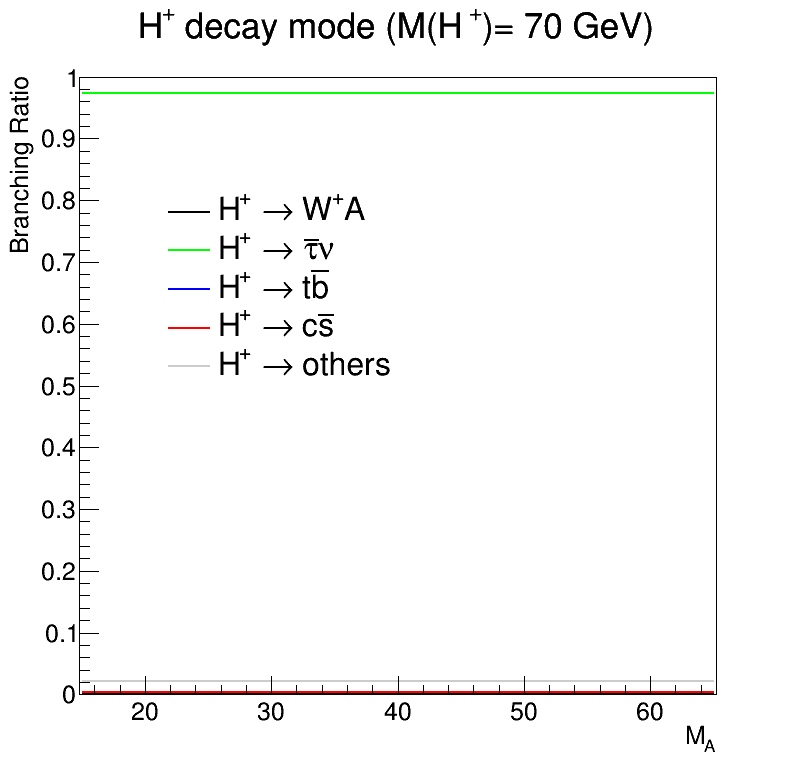 H⁺ decay mode (M(H⁺)= 70 GeV)
Branching Ratio
1
0.9
0.8
0.7
0.6
0.5
0.4
0.3
0.2
0.1
0
H⁺ → W⁺A
H⁺ → τ̅ν
H⁺ → tb̅
H⁺ → cs̅
H⁺ → others
20 30 40 50 60
M_A